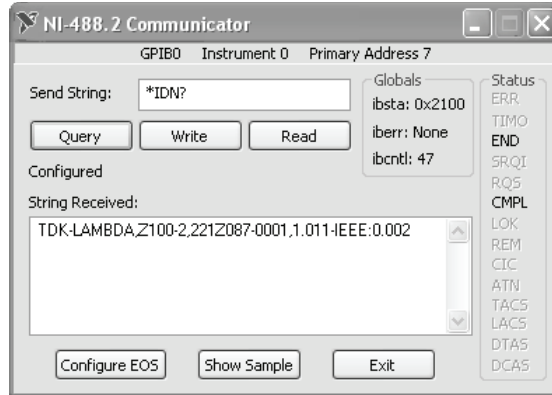 NI-488.2 Communicator
GPIB0 Instrument 0 Primary Address 7
Send String:
*IDN?
Query
Write
Read
Configured
String Received:
TDK-LAMBDA,Z100-2,221Z087-0001,1.011-IEEE:0.002
Configure EOS
Show Sample
Exit
Globals
ibsta: 0x2100
iberr: None
ibcntl: 47
Status
ERR
TIMO
END
SRQI
RQS
CMPL
LOK
REM
CIC
ATN
TACS
LACS
DTAS
DCAS